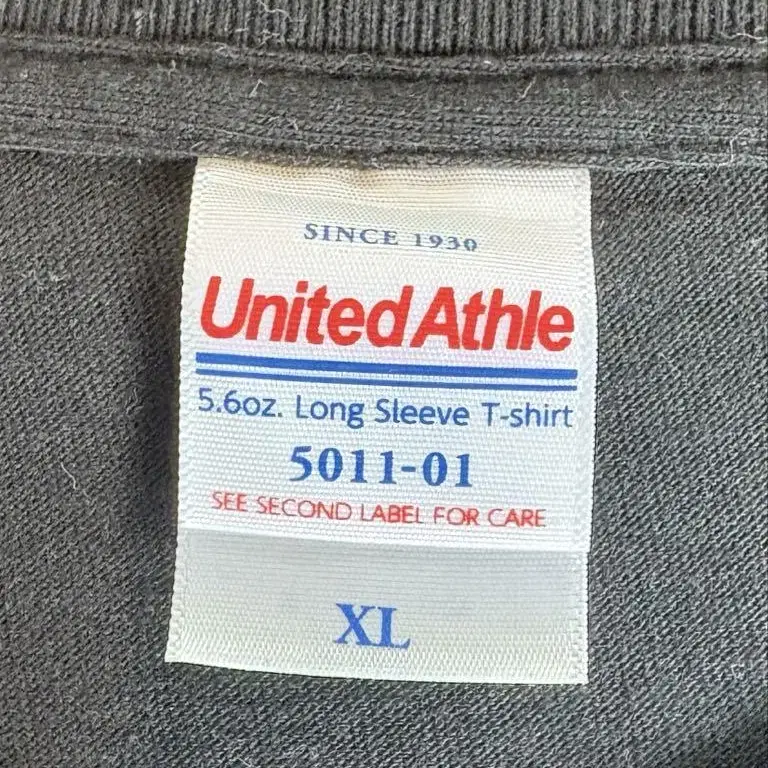 SINCE 1930
United Athle
5.6oz. Long Sleeve T-shirt
5011-01
SEE SECOND LABEL FOR CARE
XL